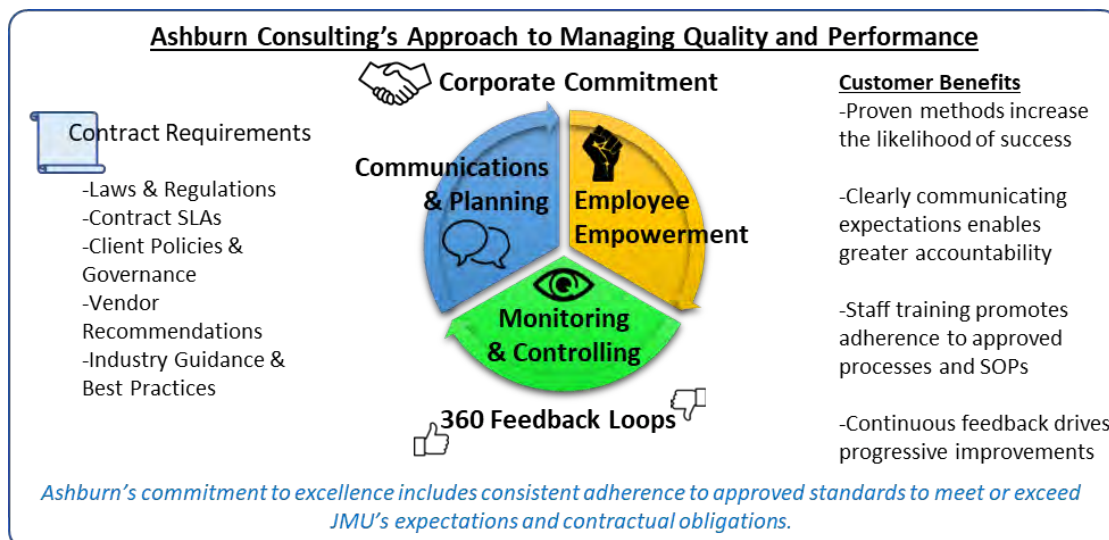 Ashburn Consulting's Approach to Managing Quality and Performance
Contract Requirements
-Laws & Regulations
-Contract SLAs
-Client Policies &
Governance
-Vendor
Recommendations
-Industry Guidance &
Best Practices
Corporate Commitment
Communications
& Planning
Employee
Empowerment
Monitoring
& Controlling
360 Feedback Loops
Customer Benefits
-Proven methods increase
the likelihood of success
-Clearly communicating
expectations enables
greater accountability
-Staff training promotes
adherence to approved
processes and SOPs
-Continuous feedback drives
progressive improvements
Ashburn's commitment to excellence includes consistent adherence to approved standards to meet or exceed
JMU's expectations and contractual obligations.